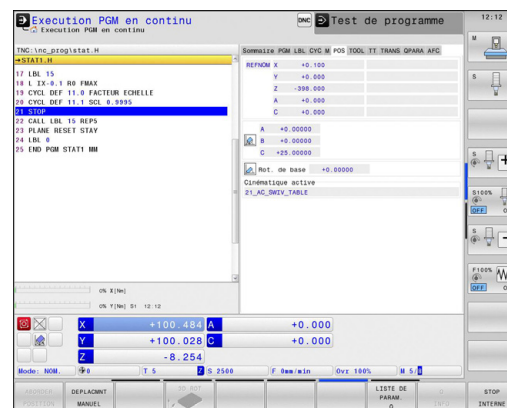 Execution PGM en continu
Execution PGM en continu
DNC
Test de programme
12:12
TNC:\nc_prog\stat.H
→STAT1.H
17 LBL 15
18 L IX-0.1 R0 FMAX
19 CYCL DEF 11.0 FACTEUR ECHELLE
20 CYCL DEF 11.1 SCL 0.9995
21 STOP
22 CALL LBL 15 REP5
23 PLANE RESET STAY
24 LBL 0
25 END PGM STAT1 MM
Sommaire PGM LBL CYC M POS TOOL TT TRANS QPARA AFC
REFNOM X +0.100
Y +0.000
Z -398.000
A +0.000
C +0.000
A +0.00000
B +0.00000
C +25.00000
Rot. de base +0.00000
Cinématique active
21_AC_SWIV_TABLE
0% X[Nm]
0% Y[Nm] S1 12:12
X +100.484 A +0.000
Y +100.028 C +0.000
Z -8.254
Mode: NOM. 0 T 5 Z S 2500 F 0mm/min Ovr 100% M 5/8
M
S
S
S100%
OFF
S
F100% W
OFF
DEPLACMNT
MANUEL
3D ROT
LISTE DE
PARAM.
Q
INFO
STOP
INTERNE